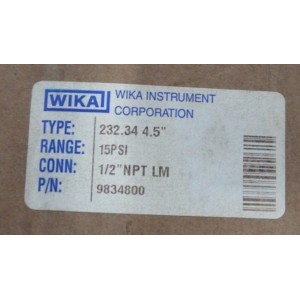 WIKA
WIKA INSTRUMENT
CORPORATION
TYPE: 232.34 4.5"
RANGE: 15PSI
CONN: 1/2"NPT LM
P/N: 9834800